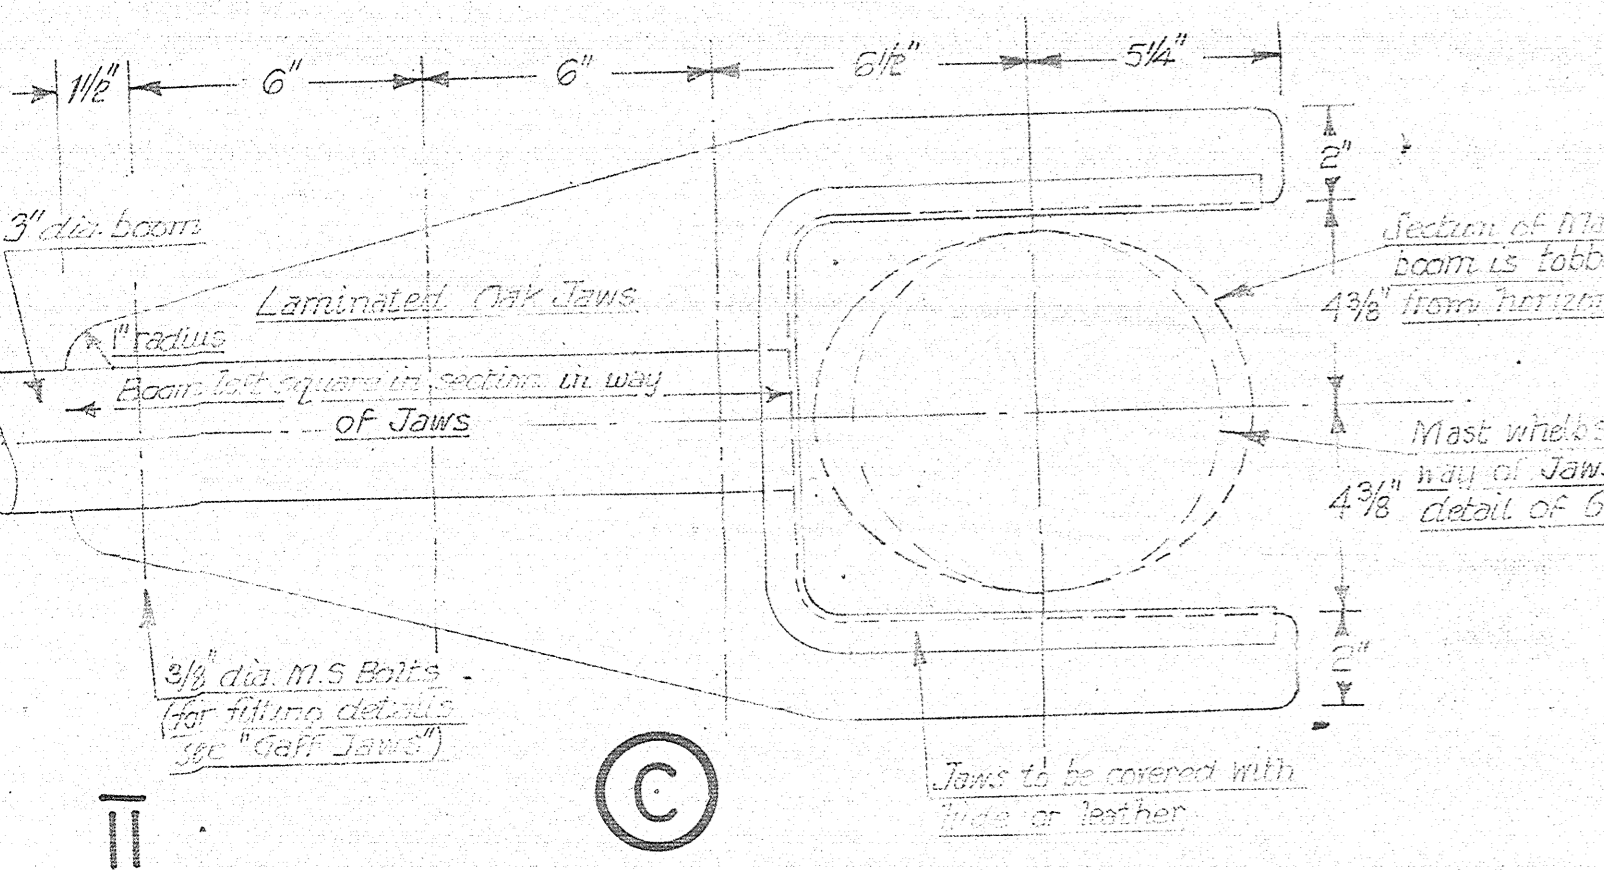 1½" 6" 6" 6½" 5¼"
2"
3" dia. boom
Section of
boom is
4⅜" from
Laminated Oak Jaws
1" radius
Boom left square in section in way
of Jaws
Mast whelbs
way of Jaws
4⅜" detail of
2"
3/8" dia. M.S Bolts
(for fitting details
see "Gaff Jaws")
Jaws to be covered with
hide or leather
C
II